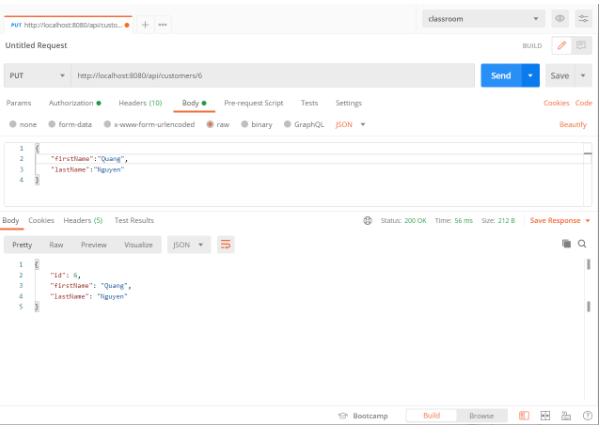 PUT http://localhost:8080/api/custo...
classroom
Untitled Request
BUILD
PUT
http://localhost:8080/api/customers/6
Send
Save
Params Authorization Headers (10) Body Pre-request Script Tests Settings Cookies Code
none form-data x-www-form-urlencoded raw binary GraphQL JSON Beautify
1 {
2 "firstName":"Quang",
3 "lastName":"Nguyen"
4 }
Body Cookies Headers (5) Test Results Status: 200 OK Time: 56 ms Size: 212 B Save Response
Pretty Raw Preview Visualize JSON
1 {
2 "id": 6,
3 "firstName": "Quang",
4 "lastName": "Nguyen"
5 }
Bootcamp Build Browse